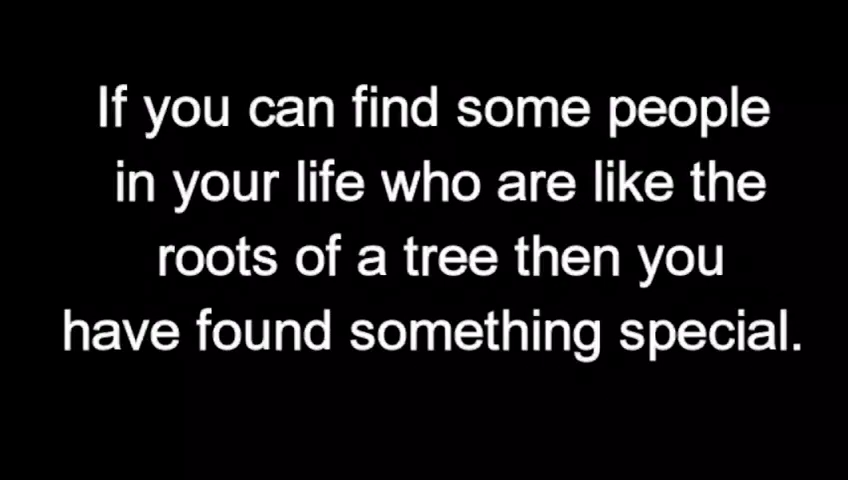 If you can find some people
in your life who are like the
roots of a tree then you
have found something special.